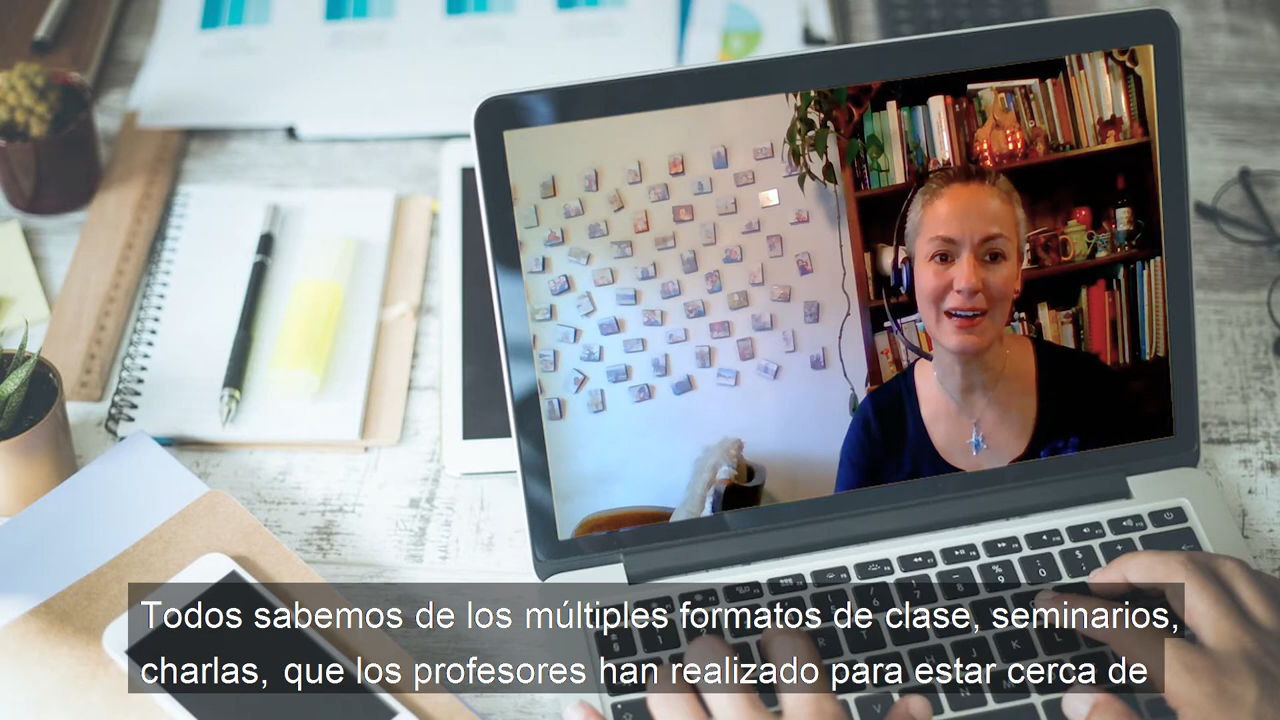 Todos sabemos de los múltiples formatos de clase, seminarios,
charlas, que los profesores han realizado para estar cerca de